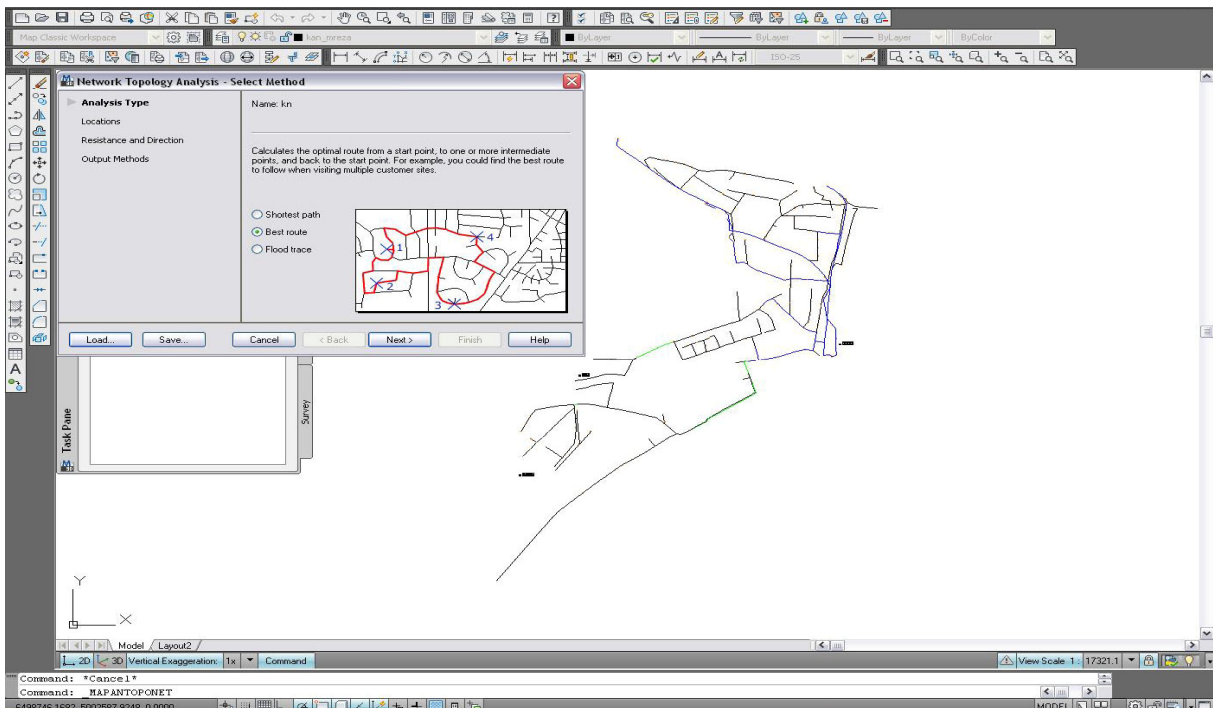 Map Classic Workspace
kan_mreza
ByLayer
ByLayer
ByLayer
ByColor
ISO-25
Network Topology Analysis - Select Method
Analysis Type
Locations
Resistance and Direction
Output Methods
Name: kn
Calculates the optimal route from a start point, to one or more intermediate
points, and back to the start point. For example, you could find the best route
to follow when visiting multiple customer sites.
Shortest path
Best route
Flood trace
1
2
3
4
Load...
Save...
Cancel
< Back
Next >
Finish
Help
Survey
Task Pane
Y
X
Model
Layout2
2D
3D
Vertical Exaggeration: 1x
Command
View Scale 1: 17321.1
Command: *Cancel*
Command: _MAPANTOPONET
MODEL